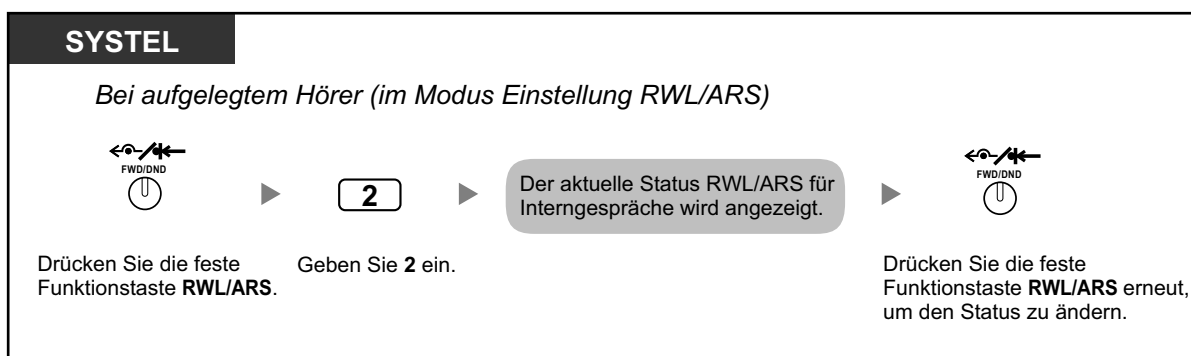 SYSTEL
Bei aufgelegtem Hörer (im Modus Einstellung RWL/ARS)
FWD/DND
Drücken Sie die feste
Funktionstaste RWL/ARS.
2
Geben Sie 2 ein.
Der aktuelle Status RWL/ARS für
Interngespräche wird angezeigt.
FWD/DND
Drücken Sie die feste
Funktionstaste RWL/ARS erneut,
um den Status zu ändern.